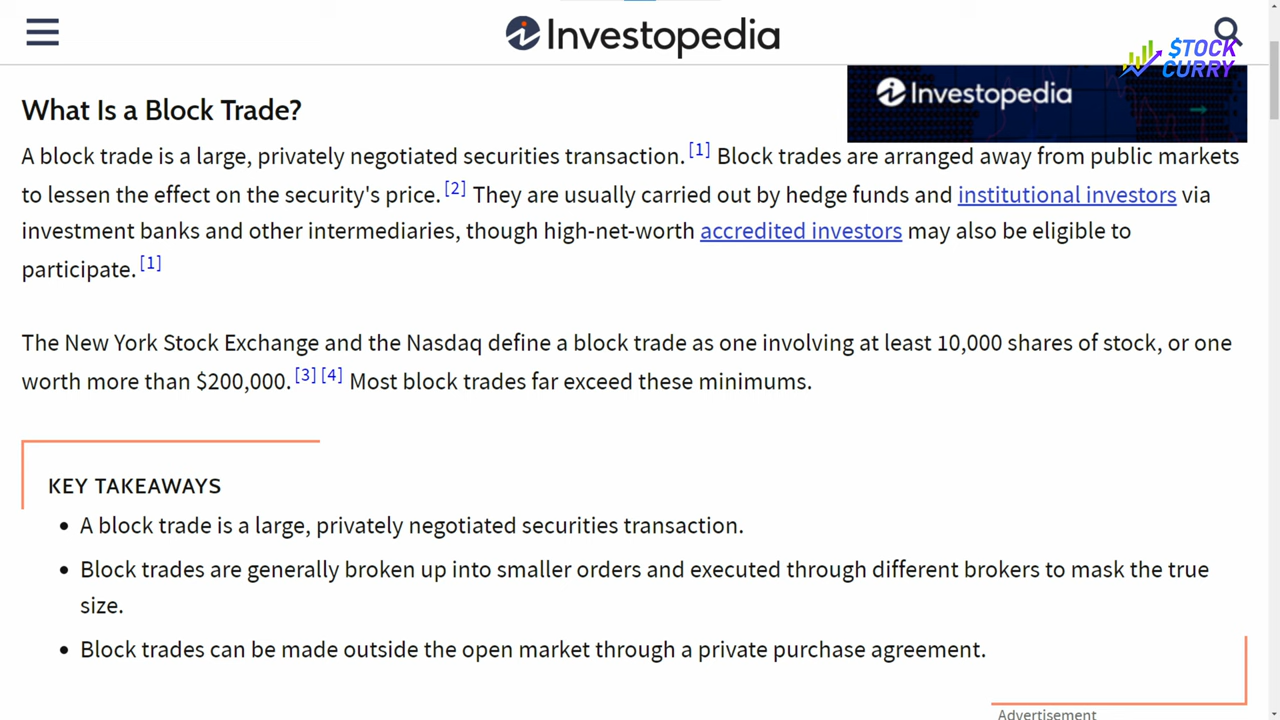 Investopedia
$TOCK
CURRY
Investopedia
What Is a Block Trade?
A block trade is a large, privately negotiated securities transaction.[1] Block trades are arranged away from public markets
to lessen the effect on the security's price.[2] They are usually carried out by hedge funds and institutional investors via
investment banks and other intermediaries, though high-net-worth accredited investors may also be eligible to
participate.[1]
The New York Stock Exchange and the Nasdaq define a block trade as one involving at least 10,000 shares of stock, or one
worth more than $200,000.[3][4] Most block trades far exceed these minimums.
KEY TAKEAWAYS
• A block trade is a large, privately negotiated securities transaction.
• Block trades are generally broken up into smaller orders and executed through different brokers to mask the true
size.
• Block trades can be made outside the open market through a private purchase agreement.
Advertisement